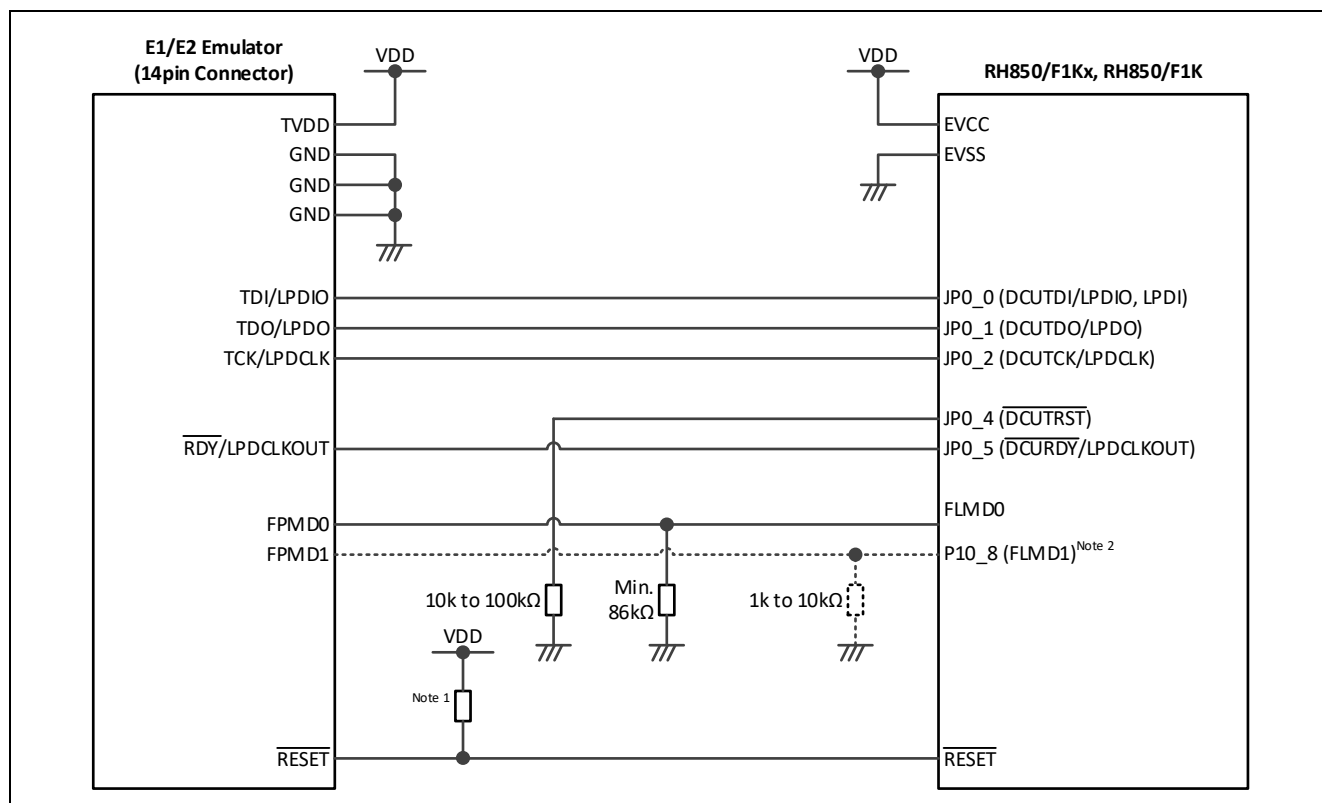 E1/E2 Emulator
(14pin Connector)
VDD
VDD
RH850/F1Kx, RH850/F1K
TVDD
GND
GND
GND
EVCC
EVSS
TDI/LPDIO
TDO/LPDO
TCK/LPDCLK
JP0_0 (DCUTDI/LPDIO, LPDI)
JP0_1 (DCUTDO/LPDO)
JP0_2 (DCUTCK/LPDCLK)
JP0_4 (DCUTRST)
RDY/LPDCLKOUT
JP0_5 (DCURDY/LPDCLKOUT)
FPMD0
FLMD0
FPMD1
P10_8 (FLMD1) Note 2
10k to 100kΩ
Min.
86kΩ
1k to 10kΩ
VDD
Note 1
RESET
RESET